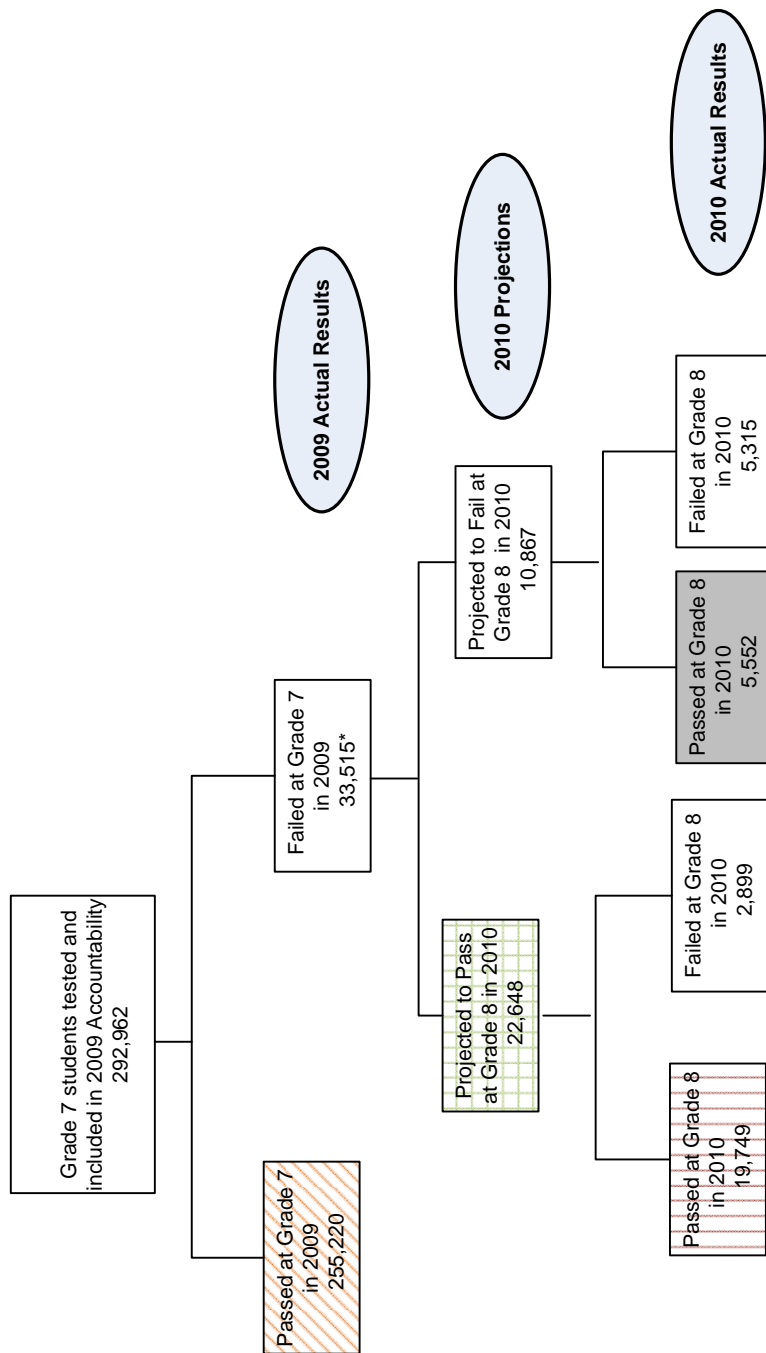 Grade 7 students tested and
included in 2009 Accountability
292,962
Passed at Grade 7
in 2009
255,220
Failed at Grade 7
in 2009
33,515*
2009 Actual Results
Projected to Pass
at Grade 8 in 2010
22,648
Projected to Fail at
Grade 8 in 2010
10,867
2010 Projections
Passed at Grade 8
in 2010
19,749
Failed at Grade 8
in 2010
2,899
Passed at Grade 8
in 2010
5,552
Failed at Grade 8
in 2010
5,315
2010 Actual Results